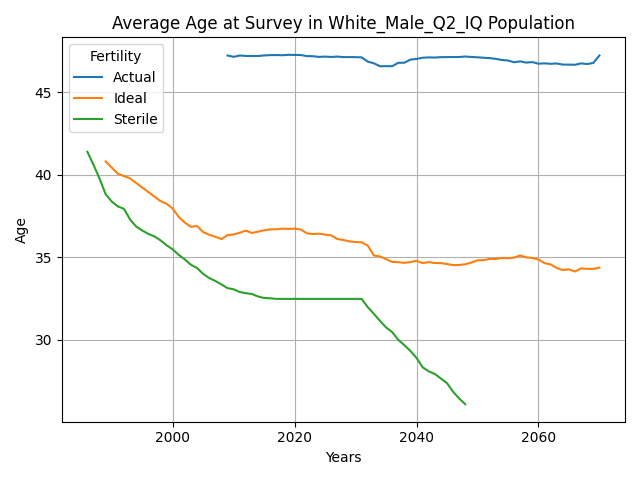 Average Age at Survey in White_Male_Q2_IQ Population
Fertility
Actual
Ideal
Sterile
Age
45
40
35
30
2000
2020
2040
2060
Years